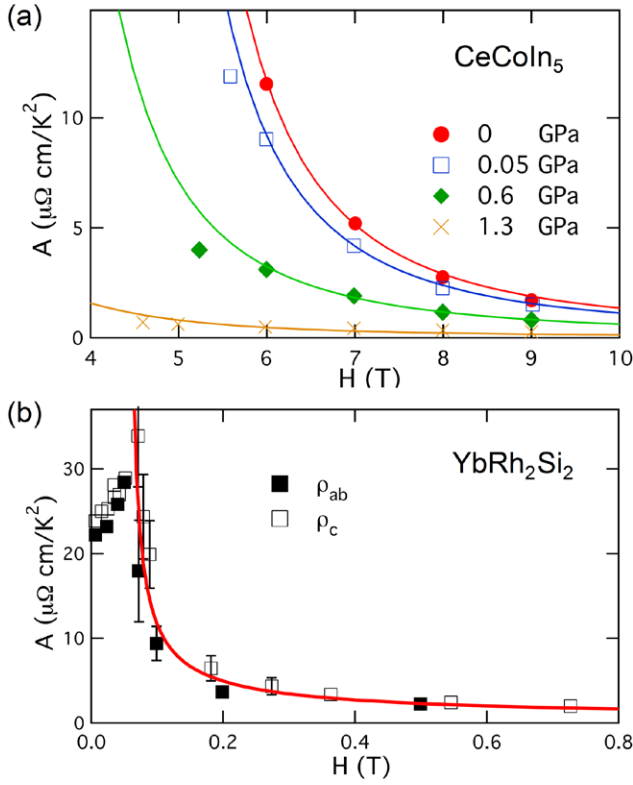 (a)
CeCoIn5
0 GPa
0.05 GPa
0.6 GPa
1.3 GPa
A (μΩ cm/K²)
10
5
0
4 5 6 7 8 9 10
H (T)
(b)
YbRh2Si2
ρab
ρc
A (μΩ cm/K²)
30
20
10
0
0.0 0.2 0.4 0.6 0.8
H (T)